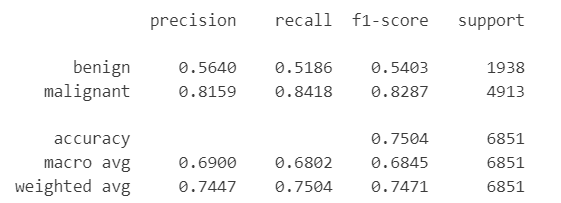 precision recall f1-score support
benign 0.5640 0.5186 0.5403 1938
malignant 0.8159 0.8418 0.8287 4913
accuracy 0.7504 6851
macro avg 0.6900 0.6802 0.6845 6851
weighted avg 0.7447 0.7504 0.7471 6851